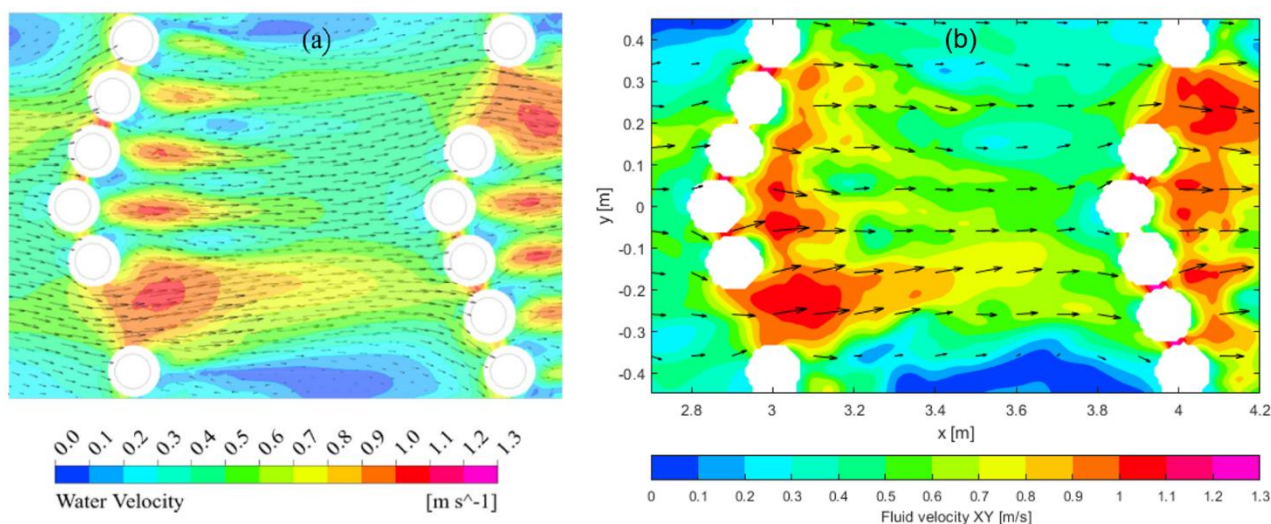 (a)
0.0 0.1 0.2 0.3 0.4 0.5 0.6 0.7 0.8 0.9 1.0 1.1 1.2 1.3
Water Velocity [m s^-1]
(b)
0.4
0.3
0.2
0.1
0
-0.1
-0.2
-0.3
-0.4
y [m]
2.8 3 3.2 3.4 3.6 3.8 4 4.2
x [m]
0 0.1 0.2 0.3 0.4 0.5 0.6 0.7 0.8 0.9 1 1.1 1.2 1.3
Fluid velocity XY [m/s]